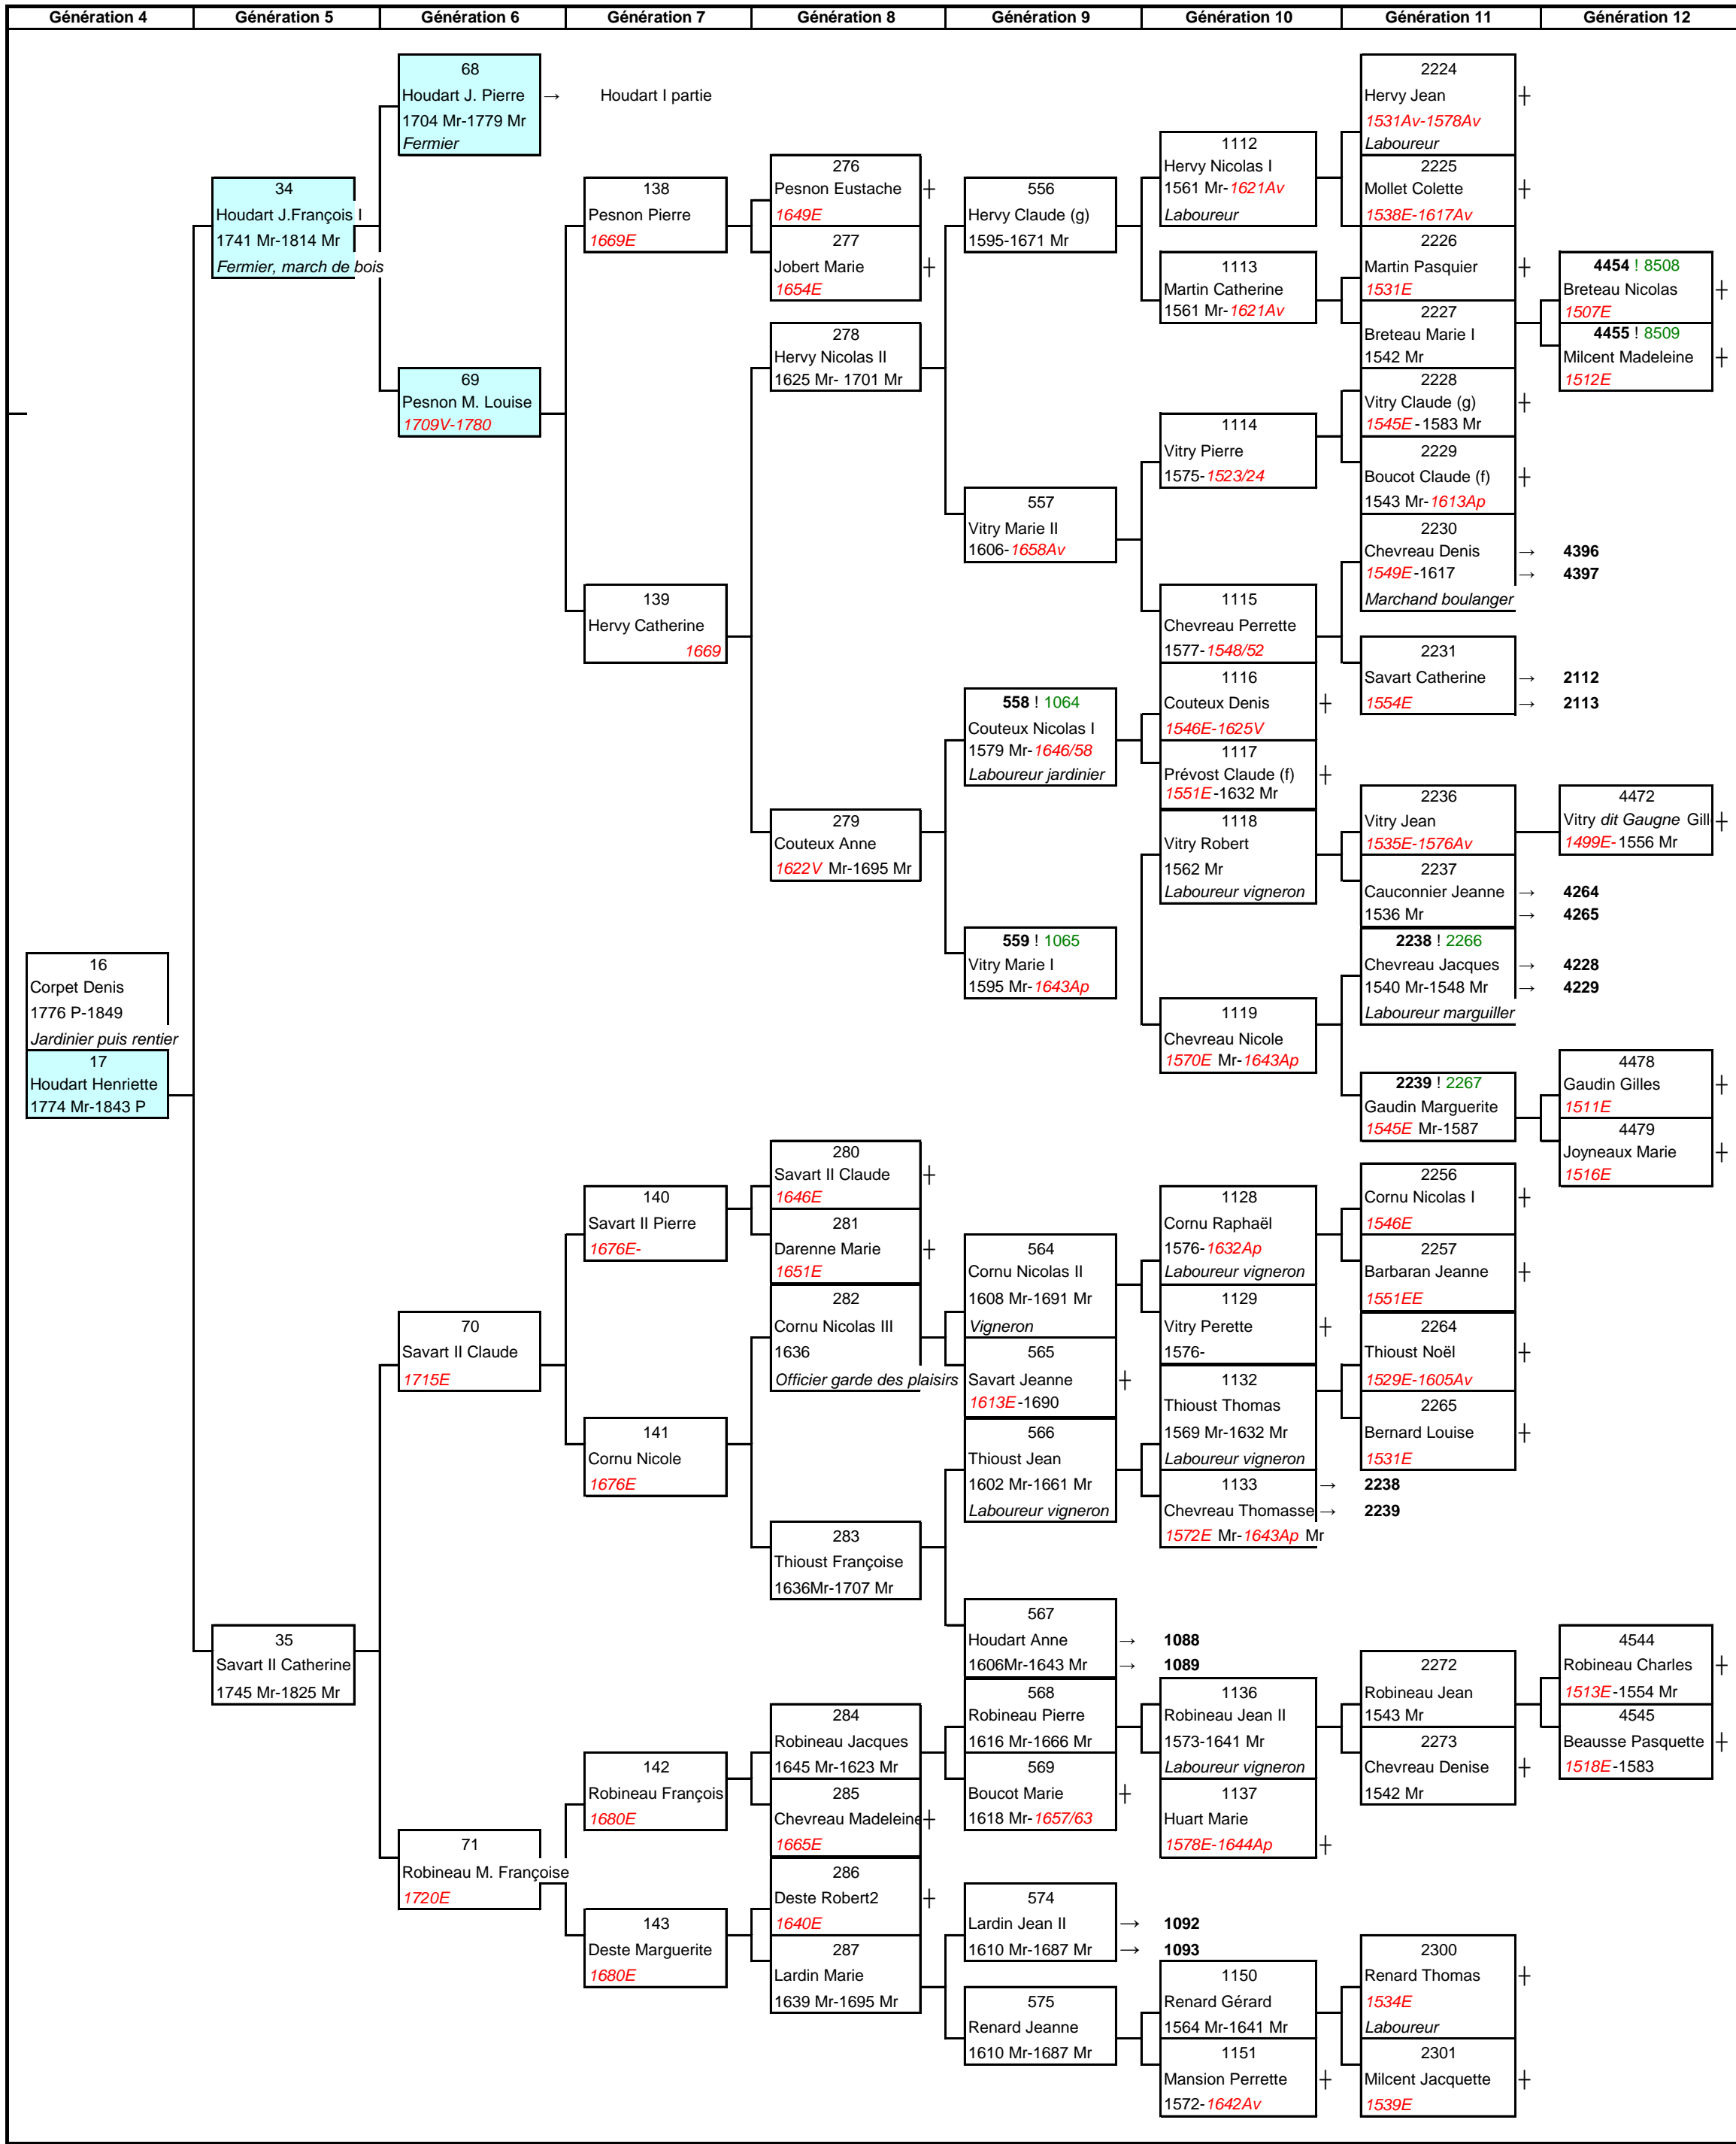 Génération 4 Génération 5 Génération 6 Génération 7 Génération 8 Génération 9 Génération 10 Génération 11 Génération 12
16
Corpet Denis
1776 P-1849
Jardinier puis rentier
17
Houdart Henriette
1774 Mr-1843 P
34
Houdart J.François I
1741 Mr-1814 Mr
Fermier, march de bois
35
Savart II Catherine
1745 Mr-1825 Mr
68
Houdart J. Pierre → Houdart I partie
1704 Mr-1779 Mr
Fermier
69
Pesnon M. Louise
1709V-1780
70
Savart II Claude
1715E
71
Robineau M. Françoise
1720E
138
Pesnon Pierre
1669E
139
Hervy Catherine
1669
140
Savart II Pierre
1676E-
141
Cornu Nicole
1676E
142
Robineau François
1680E
143
Deste Marguerite
1680E
276
Pesnon Eustache
1649E
277
Jobert Marie
1654E
278
Hervy Nicolas II
1625 Mr- 1701 Mr
279
Couteux Anne
1622V Mr-1695 Mr
280
Savart II Claude
1646E
281
Darenne Marie
1651E
282
Cornu Nicolas III
1636
Officier garde des plaisirs
283
Thioust Françoise
1636Mr-1707 Mr
284
Robineau Jacques
1645 Mr-1623 Mr
285
Chevreau Madeleine
1665E
286
Deste Robert2
1640E
287
Lardin Marie
1639 Mr-1695 Mr
556
Hervy Claude (g)
1595-1671 Mr
557
Vitry Marie II
1606-1658Av
558 ! 1064
Couteux Nicolas I
1579 Mr-1646/58
Laboureur jardinier
559 ! 1065
Vitry Marie I
1595 Mr-1643Ap
564
Cornu Nicolas II
1608 Mr-1691 Mr
Vigneron
565
Savart Jeanne
1613E-1690
566
Thioust Jean
1602 Mr-1661 Mr
Laboureur vigneron
567
Houdart Anne → 1088
1606Mr-1643 Mr → 1089
568
Robineau Pierre
1616 Mr-1666 Mr
569
Boucot Marie
1618 Mr-1657/63
574
Lardin Jean II → 1092
1610 Mr-1687 Mr → 1093
575
Renard Jeanne
1610 Mr-1687 Mr
1112
Hervy Nicolas I
1561 Mr-1621Av
Laboureur
1113
Martin Catherine
1561 Mr-1621Av
1114
Vitry Pierre
1575-1523/24
1115
Chevreau Perrette
1577-1548/52
1116
Couteux Denis
1546E-1625V
1117
Prévost Claude (f)
1551E-1632 Mr
1118
Vitry Robert
1562 Mr
Laboureur vigneron
1119
Chevreau Nicole
1570E Mr-1643Ap
1128
Cornu Raphaël
1576-1632Ap
Laboureur vigneron
1129
Vitry Perette
1576-
1132
Thioust Thomas
1569 Mr-1632 Mr
Laboureur vigneron
1133 → 2238
Chevreau Thomasse → 2239
1572E Mr-1643Ap Mr
1136
Robineau Jean II
1573-1641 Mr
Laboureur vigneron
1137
Huart Marie
1578E-1644Ap
1150
Renard Gérard
1564 Mr-1641 Mr
1151
Mansion Perrette
1572-1642Av
2224
Hervy Jean
1531Av-1578Av
Laboureur
2225
Mollet Colette
1538E-1617Av
2226
Martin Pasquier
1531E
2227
Breteau Marie I
1542 Mr
2228
Vitry Claude (g)
1545E-1583 Mr
2229
Boucot Claude (f)
1543 Mr-1613Ap
2230
Chevreau Denis → 4396
1549E-1617 → 4397
Marchand boulanger
2231
Savart Catherine → 2112
1554E → 2113
2236
Vitry Jean
1535E-1576Av
2237
Cauconnier Jeanne → 4264
1536 Mr → 4265
2238 ! 2266
Chevreau Jacques → 4228
1540 Mr-1548 Mr → 4229
Laboureur marguiller
2239 ! 2267
Gaudin Marguerite
1545E Mr-1587
2256
Cornu Nicolas I
1546E
2257
Barbaran Jeanne
1551EE
2264
Thioust Noël
1529E-1605Av
2265
Bernard Louise
1531E
2272
Robineau Jean
1543 Mr
2273
Chevreau Denise
1542 Mr
2300
Renard Thomas
1534E
Laboureur
2301
Milcent Jacquette
1539E
4454 ! 8508
Breteau Nicolas
1507E
4455 ! 8509
Milcent Madeleine
1512E
4472
Vitry dit Gaugne Gill
1499E-1556 Mr
4478
Gaudin Gilles
1511E
4479
Joyneaux Marie
1516E
4544
Robineau Charles
1513E-1554 Mr
4545
Beausse Pasquette
1518E-1583